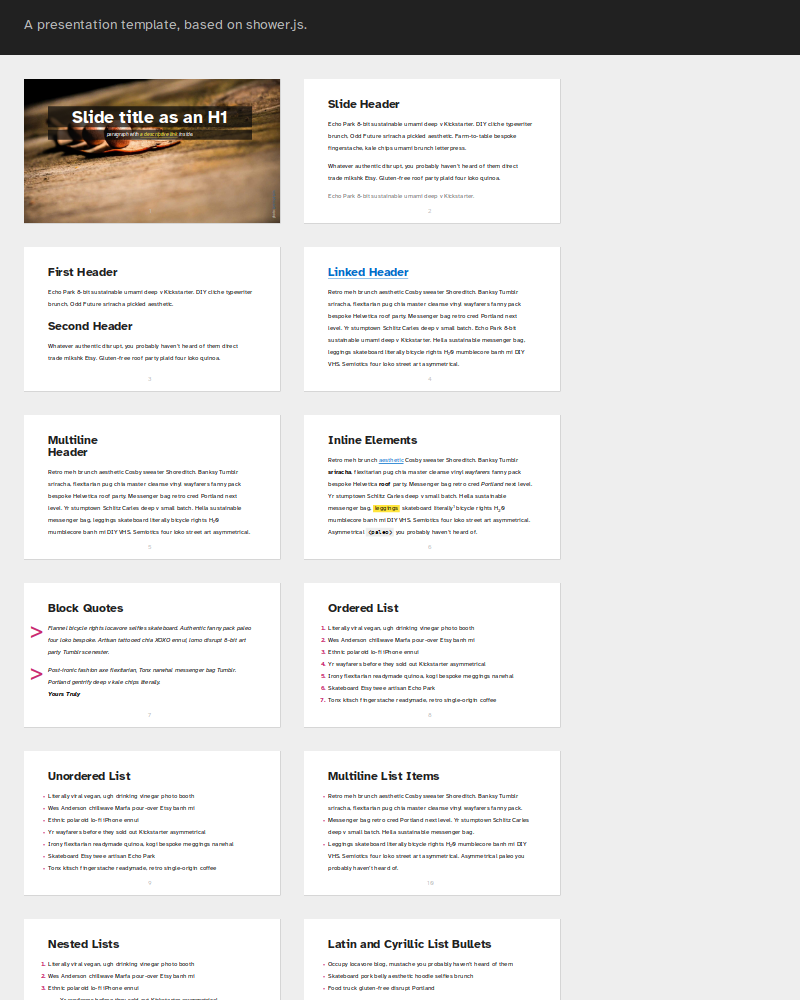 A presentation template, based on shower.js.
Slide title as an H1
paragraph with a descriptive link inside.
Slide Header
Echo Park 8-bit sustainable umami deep v Kickstarter. DIY cliche typewriter
brunch. Odd Future sriracha pickled aesthetic. Farm-to-table bespoke
fingerstache, kale chips umami brunch letterpress.
Whatever authentic disrupt, you probably haven't heard of them direct
trade mlkshk Etsy. Gluten-free roof party plaid four loko quinoa.
Echo Park 8-bit sustainable umami deep v Kickstarter.
2
First Header
Echo Park 8-bit sustainable umami deep v Kickstarter. DIY cliche typewriter
brunch. Odd Future sriracha pickled aesthetic.
Second Header
Whatever authentic disrupt, you probably haven't heard of them direct
trade mlkshk Etsy. Gluten-free roof party plaid four loko quinoa.
3
Linked Header
Retro meh brunch aesthetic Cosby sweater Shoreditch. Banksy Tumblr
sriracha, flexitarian pug chia master cleanse vinyl wayfarers fanny pack
bespoke Helvetica roof party. Messenger bag retro cred Portland next
level. Yr stumptown Schlitz Carles deep v small batch. Echo Park 8-bit
sustainable umami deep v Kickstarter. Hella sustainable messenger bag,
leggings skateboard literally bicycle rights H₂0 mumblecore banh mi DIY
VHS. Semiotics four loko street art asymmetrical.
4
Multiline
Header
Retro meh brunch aesthetic Cosby sweater Shoreditch. Banksy Tumblr
sriracha, flexitarian pug chia master cleanse vinyl wayfarers fanny pack
bespoke Helvetica roof party. Messenger bag retro cred Portland next
level. Yr stumptown Schlitz Carles deep v small batch. Hella sustainable
messenger bag, leggings skateboard literally bicycle rights H₂0
mumblecore banh mi DIY VHS. Semiotics four loko street art asymmetrical.
5
Inline Elements
Retro meh brunch aesthetic Cosby sweater Shoreditch. Banksy Tumblr
sriracha, flexitarian pug chia master cleanse vinyl wayfarers fanny pack
bespoke Helvetica roof party. Messenger bag retro cred Portland next level.
Yr stumptown Schlitz Carles deep v small batch. Hella sustainable
messenger bag, leggings skateboard literally¹ bicycle rights H₂0
mumblecore banh mi DIY VHS. Semiotics four loko street art asymmetrical.
Asymmetrical <paleo> you probably haven't heard of.
6
Block Quotes
> Flannel bicycle rights locavore selfies skateboard. Authentic fanny pack paleo
four loko bespoke. Artisan tattooed chia XOXO ennui, lomo disrupt 8-bit art
party Tumblr scenester.
> Post-ironic fashion axe flexitarian, Tonx narwhal messenger bag Tumblr.
Portland gentrify deep v kale chips literally.
Yours Truly
7
Ordered List
1. Literally viral vegan, ugh drinking vinegar photo booth
2. Wes Anderson chillwave Marfa pour-over Etsy banh mi
3. Ethnic polaroid lo-fi iPhone ennui
4. Yr wayfarers before they sold out Kickstarter asymmetrical
5. Irony flexitarian readymade quinoa, kogi bespoke meggings narwhal
6. Skateboard Etsy twee artisan Echo Park
7. Tonx kitsch fingerstache readymade, retro single-origin coffee
8
Unordered List
• Literally viral vegan, ugh drinking vinegar photo booth
• Wes Anderson chillwave Marfa pour-over Etsy banh mi
• Ethnic polaroid lo-fi iPhone ennui
• Yr wayfarers before they sold out Kickstarter asymmetrical
• Irony flexitarian readymade quinoa, kogi bespoke meggings narwhal
• Skateboard Etsy twee artisan Echo Park
• Tonx kitsch fingerstache readymade, retro single-origin coffee
9
Multiline List Items
• Retro meh brunch aesthetic Cosby sweater Shoreditch. Banksy Tumblr
sriracha, flexitarian pug chia master cleanse vinyl wayfarers fanny pack.
• Messenger bag retro cred Portland next level. Yr stumptown Schlitz Carles
deep v small batch. Hella sustainable messenger bag.
• Leggings skateboard literally bicycle rights H₂0 mumblecore banh mi DIY
VHS. Semiotics four loko street art asymmetrical. Asymmetrical paleo you
probably haven't heard of.
10
Nested Lists
1. Literally viral vegan, ugh drinking vinegar photo booth
2. Wes Anderson chillwave Marfa pour-over Etsy banh mi
3. Ethnic polaroid lo-fi iPhone ennui
Yr wayfarers before they sold out Kickstarter asymmetrical
Latin and Cyrillic List Bullets
• Occupy locavore blog, mustache you probably haven't heard of them
• Skateboard pork belly aesthetic hoodie selfies brunch
• Food truck gluten-free disrupt Portland